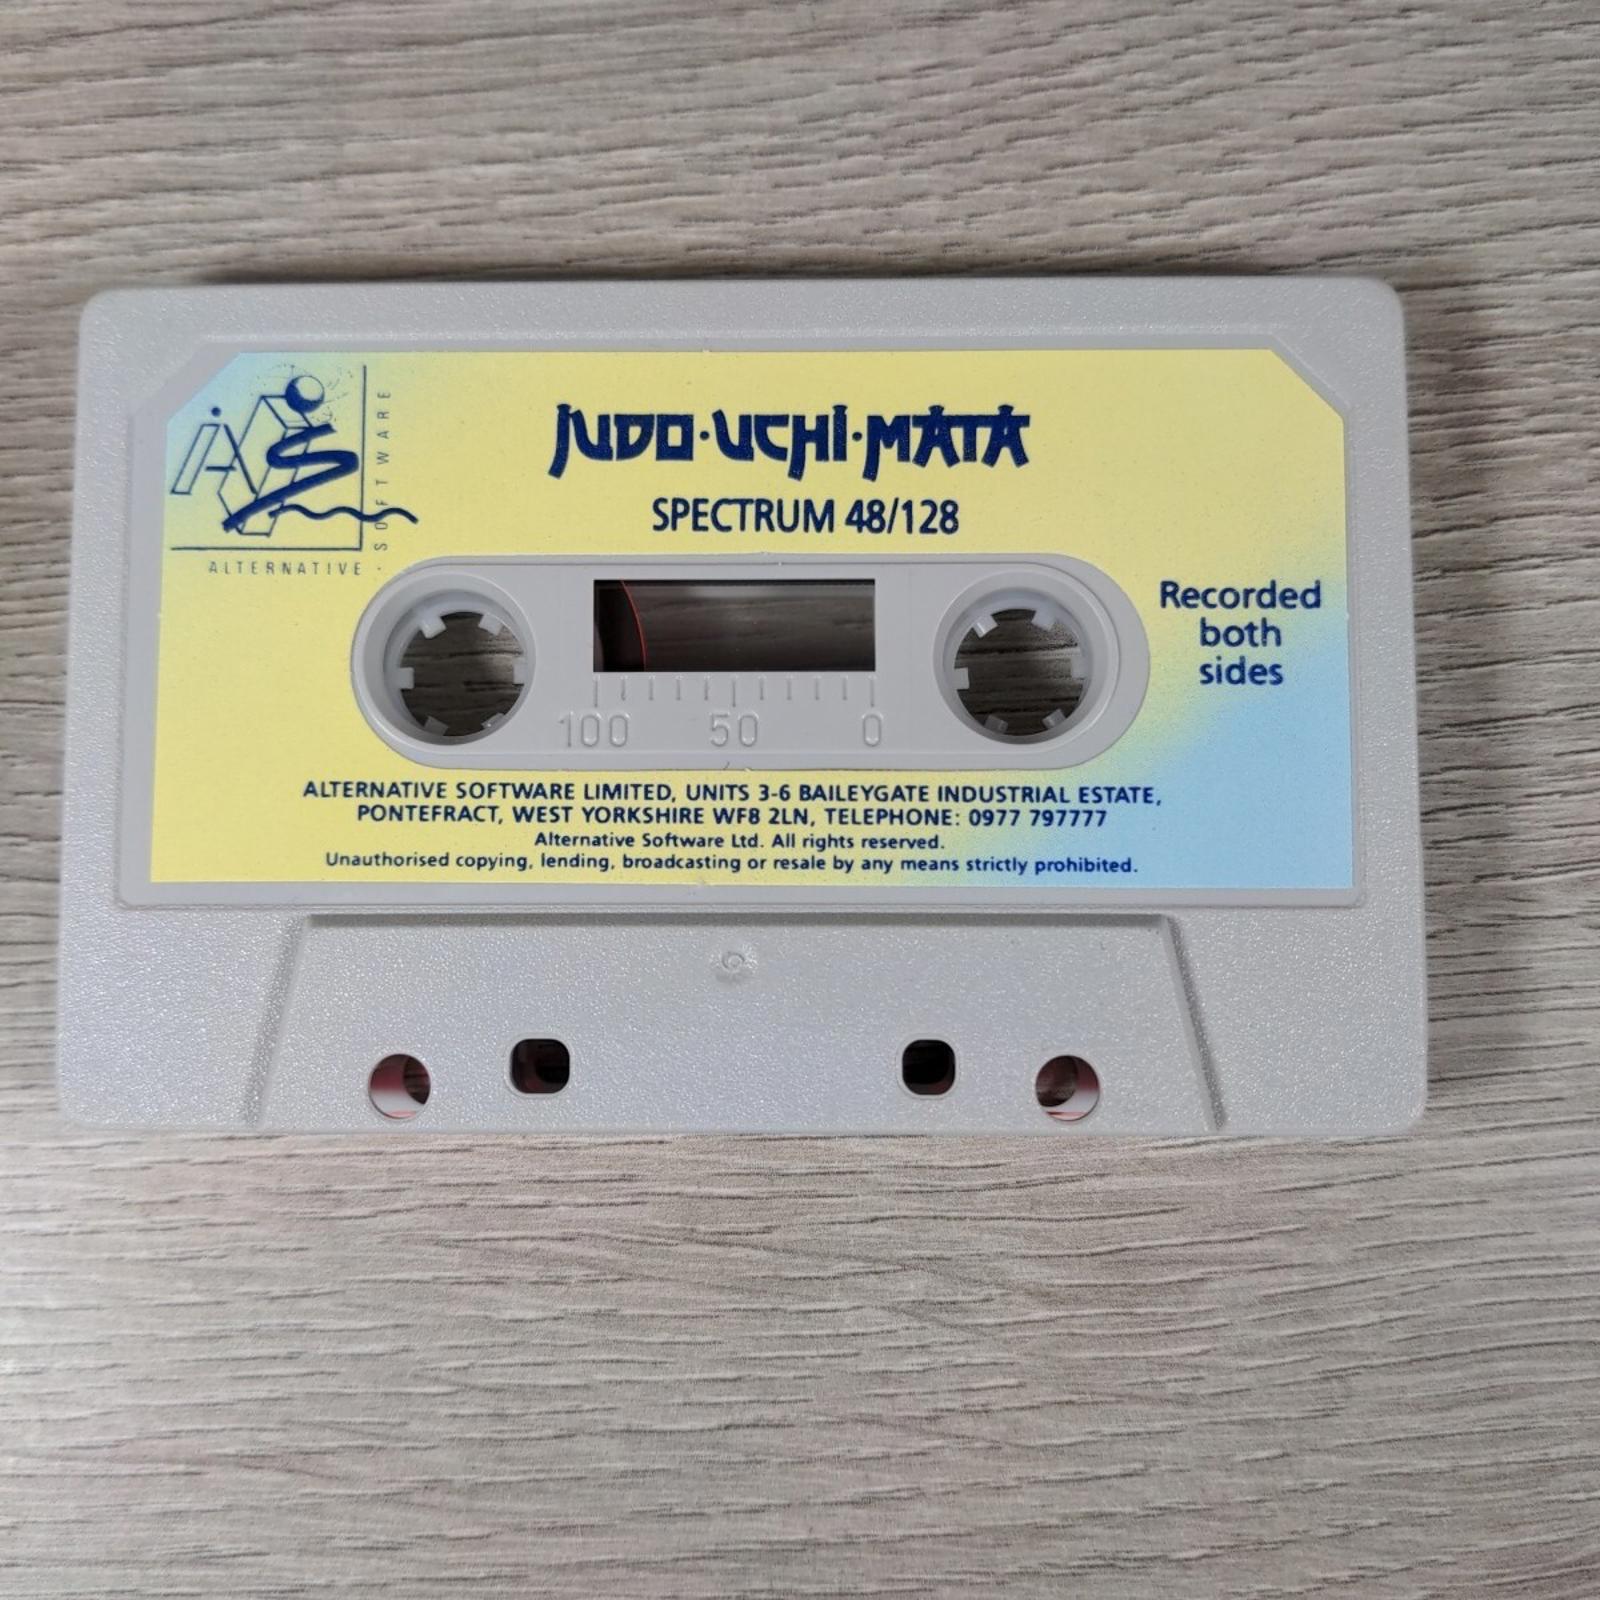 JUDO·UCHI·MATA
SPECTRUM 48/128
AS
SOFTWARE
ALTERNATIVE ·
Recorded
both
sides
100 50 0
ALTERNATIVE SOFTWARE LIMITED, UNITS 3-6 BAILEYGATE INDUSTRIAL ESTATE,
PONTEFRACT, WEST YORKSHIRE WF8 2LN, TELEPHONE: 0977 797777
Alternative Software Ltd. All rights reserved.
Unauthorised copying, lending, broadcasting or resale by any means strictly prohibited.